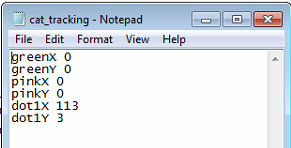 cat_tracking - Notepad
File Edit Format View Help
greenX 0
greenY 0
pinkX 0
pinkY 0
dot1X 113
dot1Y 3